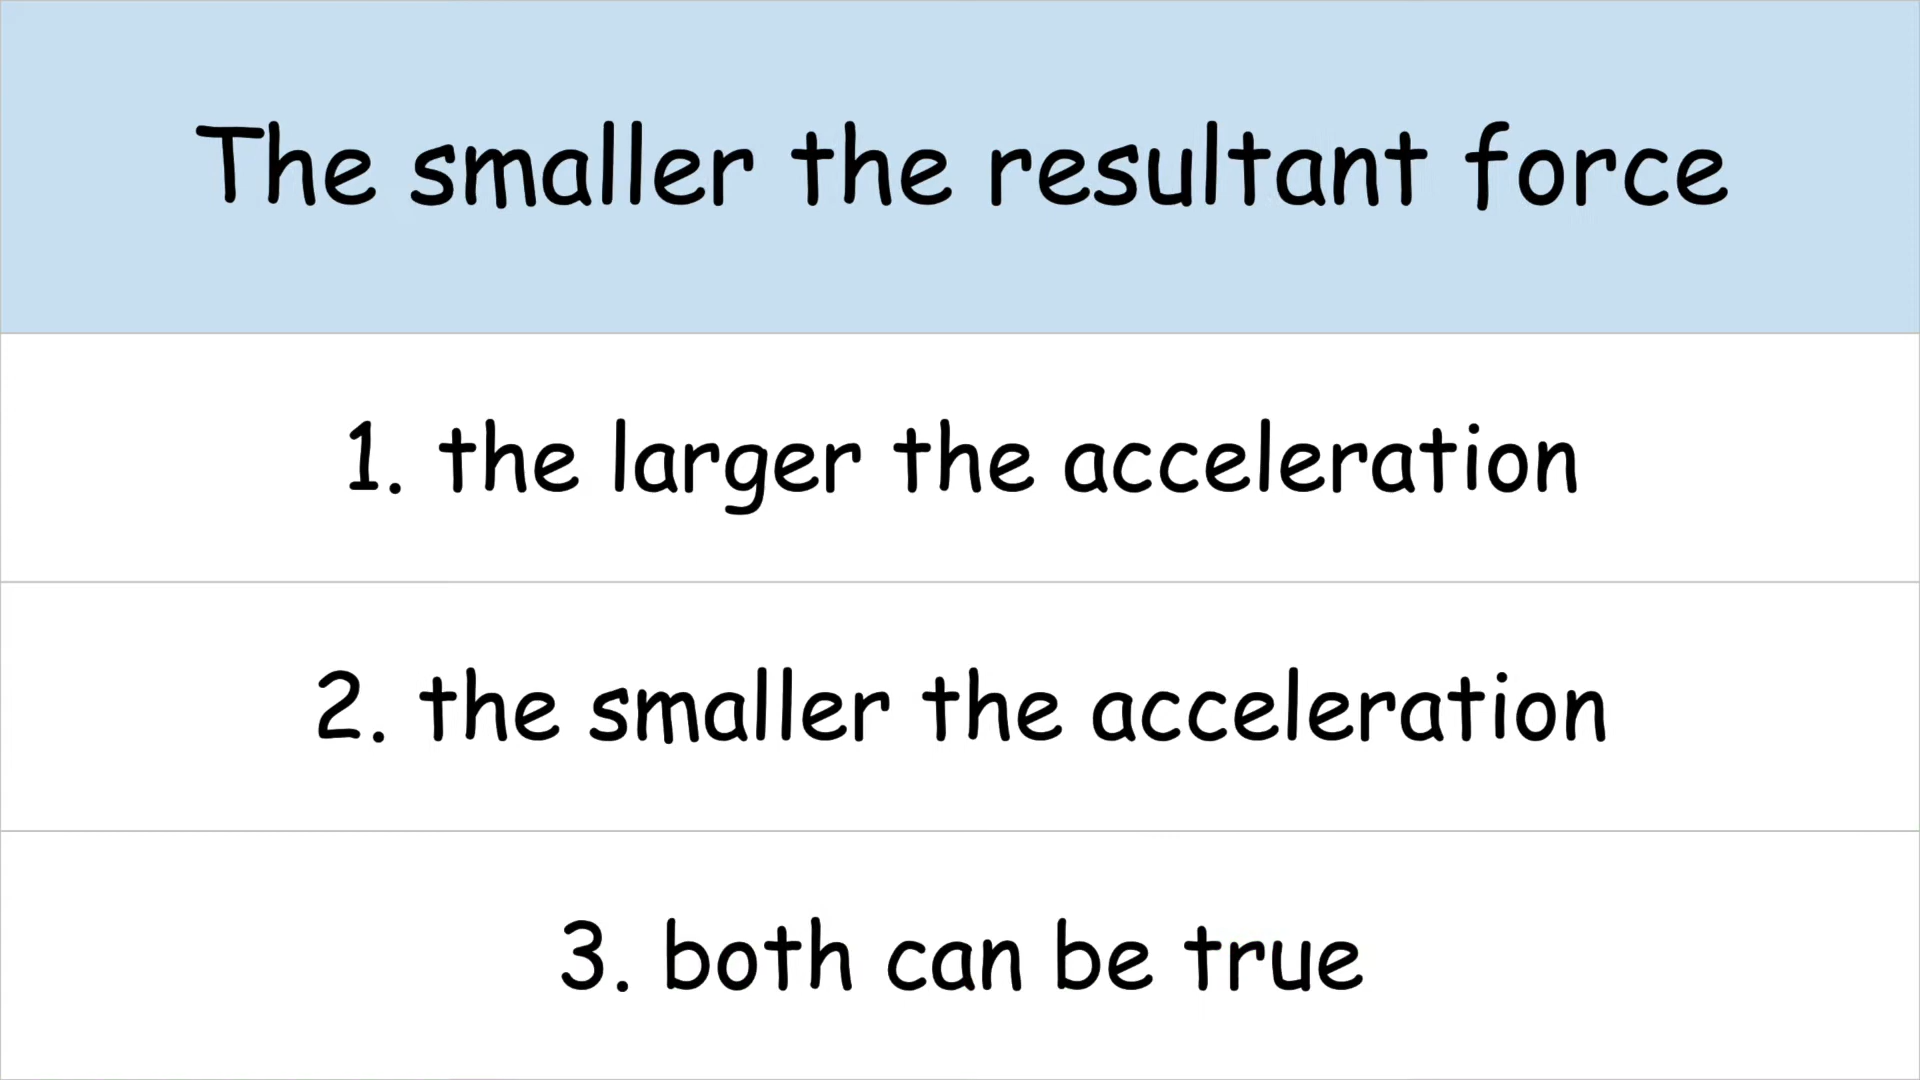 The smaller the resultant force
1. the larger the acceleration
2. the smaller the acceleration
3. both can be true